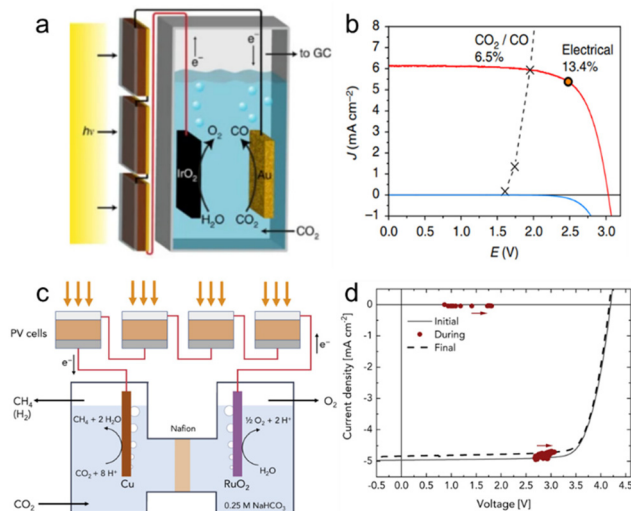 a
e⁻
e⁻
to GC
hν
O₂
CO
IrO₂
Au
H₂O
CO₂
CO₂
b
CO₂ / CO
6.5%
Electrical
13.4%
J (mA cm⁻²)
8
7
6
5
4
3
2
1
0
−1
0.0
0.5
1.0
1.5
2.0
2.5
3.0
E (V)
c
PV cells
e⁻
e⁻
CH₄
(H₂)
Nafion
O₂
CH₄ + 2 H₂O
½ O₂ + 2 H⁺
CO₂ + 8 H⁺
H₂O
Cu
RuO₂
CO₂
0.25 M NaHCO₃
d
Current density [mA cm⁻²]
0
-1
-2
-3
-4
-5
Initial
During
Final
-0.5
0.0
0.5
1.0
1.5
2.0
2.5
3.0
3.5
4.0
4.5
Voltage [V]